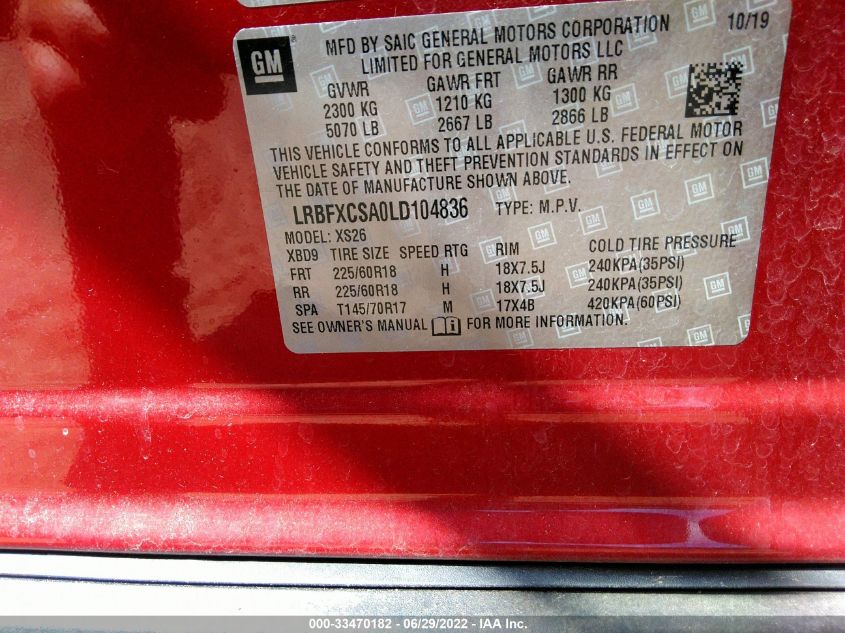 GM
MFD BY SAIC GENERAL MOTORS CORPORATION 10/19
LIMITED FOR GENERAL MOTORS LLC
GVWR GAWR FRT GAWR RR
2300 KG 1210 KG 1300 KG
5070 LB 2667 LB 2866 LB
THIS VEHICLE CONFORMS TO ALL APPLICABLE U.S. FEDERAL MOTOR
VEHICLE SAFETY AND THEFT PREVENTION STANDARDS IN EFFECT ON
THE DATE OF MANUFACTURE SHOWN ABOVE.
LRBFXCSA0LD104836 TYPE: M.P.V.
MODEL: XS26
XBD9 TIRE SIZE SPEED RTG RIM COLD TIRE PRESSURE
FRT 225/60R18 H 18X7.5J 240KPA(35PSI)
RR 225/60R18 H 18X7.5J 240KPA(35PSI)
SPA T145/70R17 M 17X4B 420KPA(60PSI)
SEE OWNER'S MANUAL FOR MORE INFORMATION.
000-33470182 - 06/29/2022 - IAA Inc.